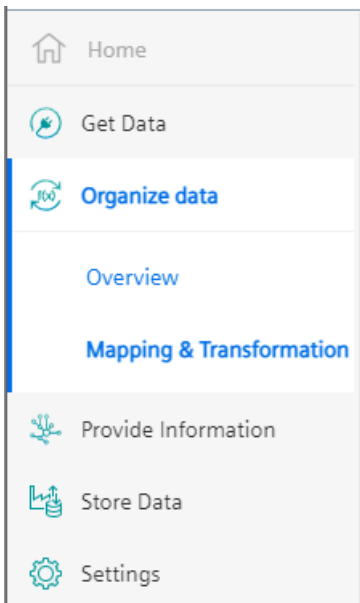 Home
Get Data
f(x)
Organize data
Overview
Mapping & Transformation
Provide Information
Store Data
Settings